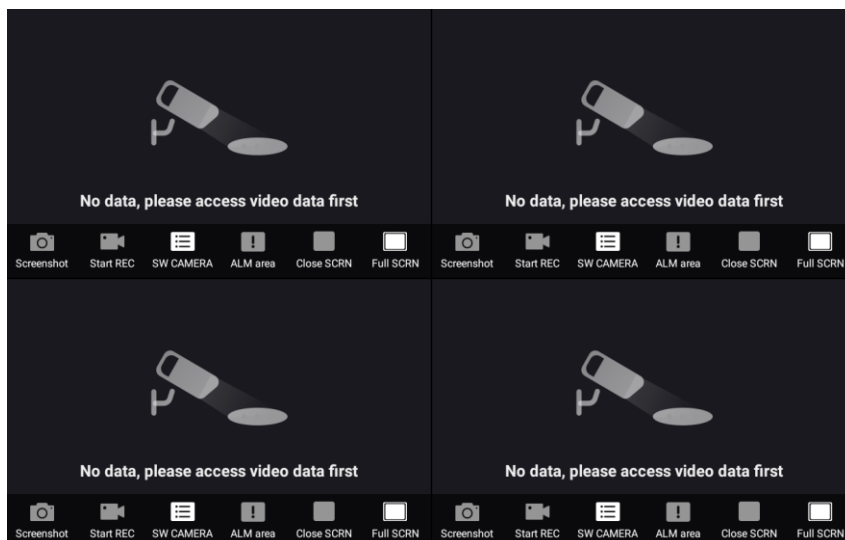 No data, please access video data first
No data, please access video data first
Screenshot Start REC SW CAMERA ALM area Close SCRN Full SCRN
Screenshot Start REC SW CAMERA ALM area Close SCRN Full SCRN
No data, please access video data first
No data, please access video data first
Screenshot Start REC SW CAMERA ALM area Close SCRN Full SCRN
Screenshot Start REC SW CAMERA ALM area Close SCRN Full SCRN